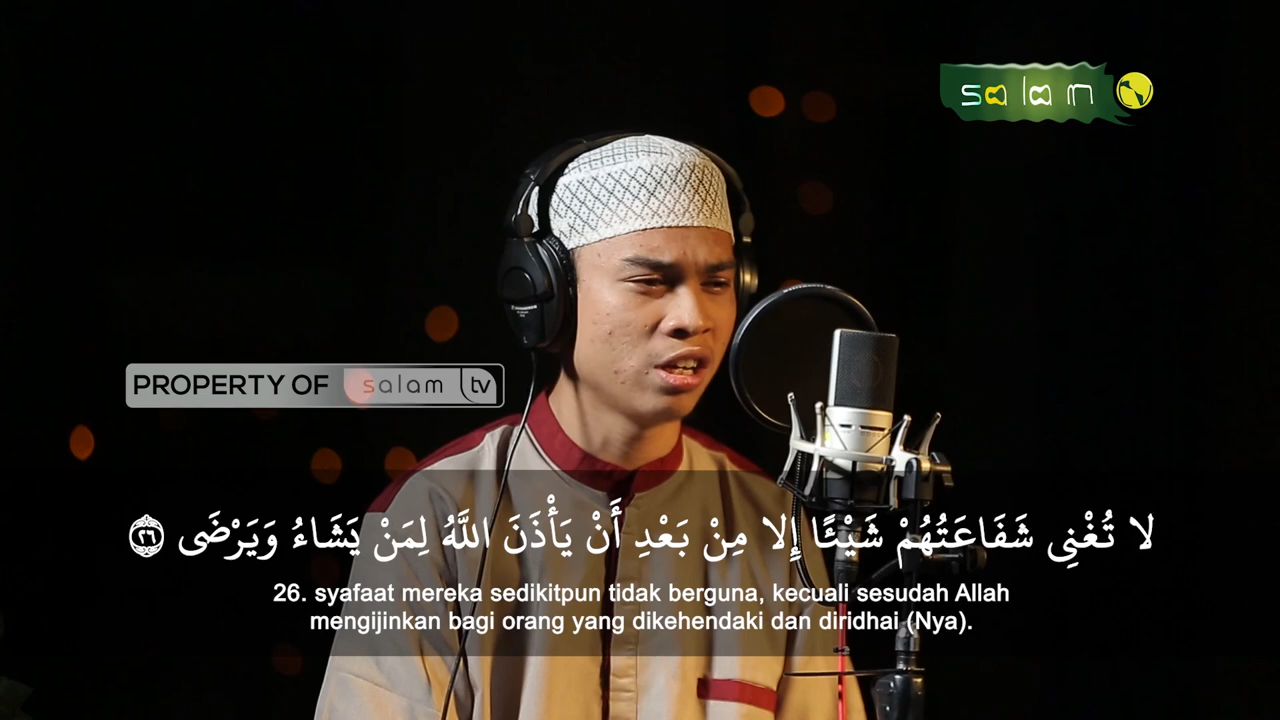 salam
PROPERTY OF salam tv
لا تُغْنِى شَفَاعَتُهُمْ شَيْئًا إِلا مِنْ بَعْدِ أَنْ يَأْذَنَ اللَّهُ لِمَنْ يَشَاءُ وَيَرْضَى ٢٦
26. syafaat mereka sedikitpun tidak berguna, kecuali sesudah Allah
mengijinkan bagi orang yang dikehendaki dan diridhai (Nya).